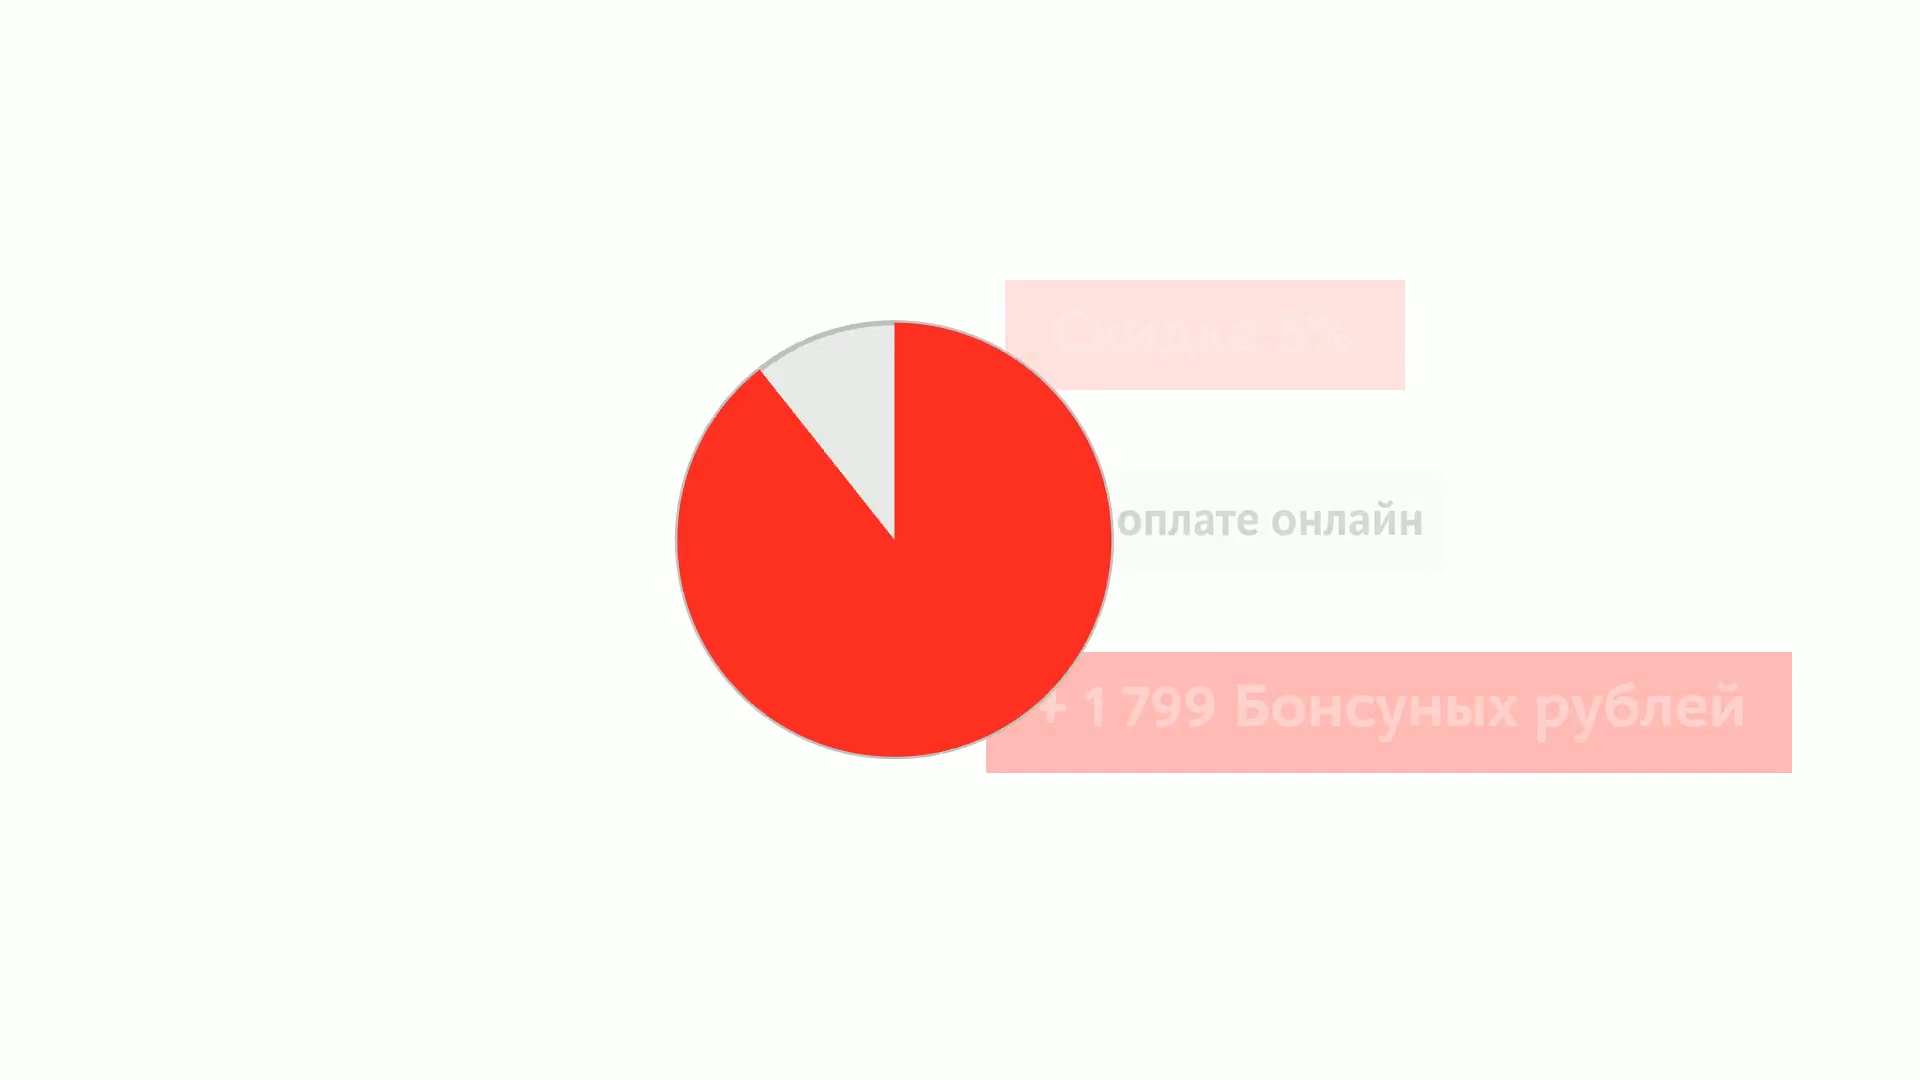 Скидка 5%
оплате онлайн
+ 1 799 Бонсуных рублей